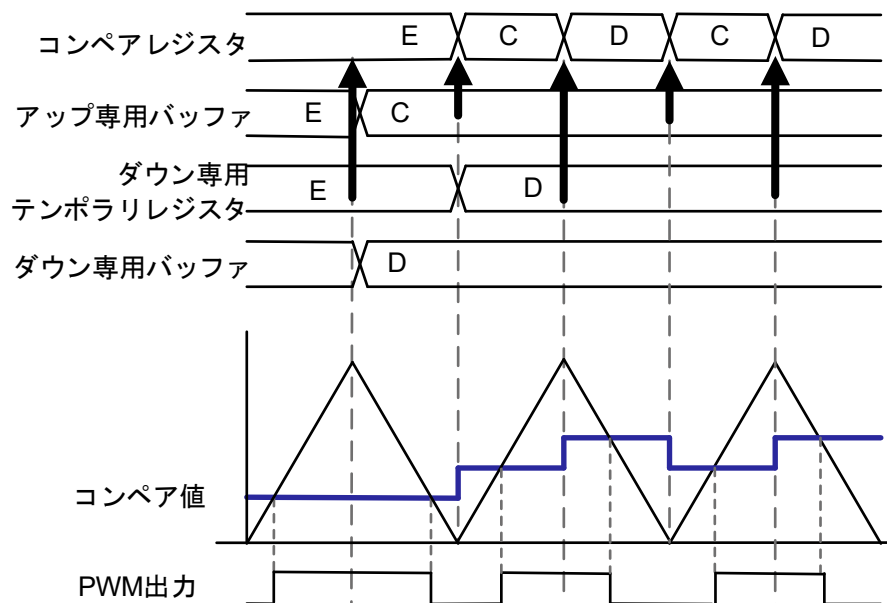 コンペアレジスタ E C D C D
アップ専用バッファ E C
ダウン専用
テンポラリレジスタ E D
ダウン専用バッファ D
コンペア値
PWM出力